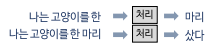 나는 고양이를 한 ➡ 처리 ➡ 마리
나는 고양이를 한 마리 ➡ 처리 ➡ 샀다